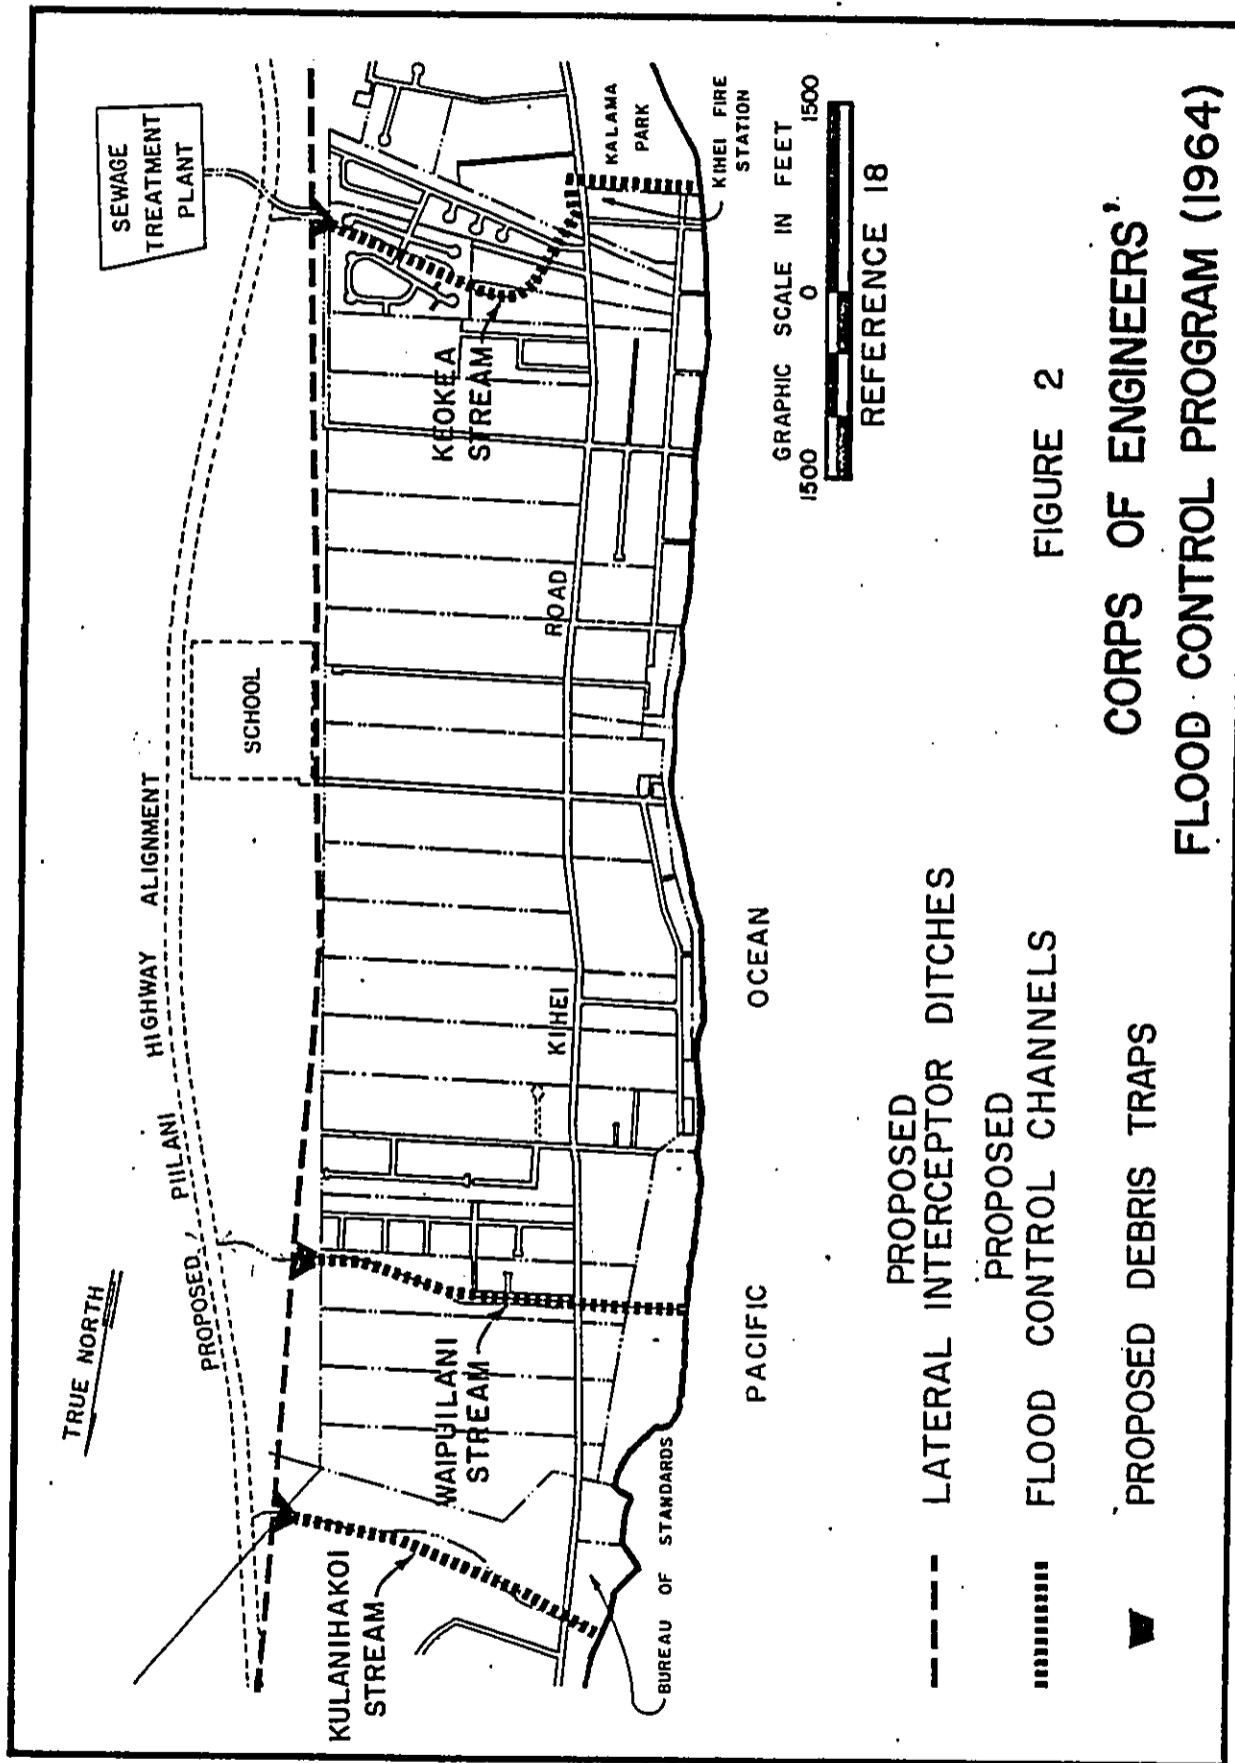 TRUE NORTH
PROPOSED
PIILANI
HIGHWAY
ALIGNMENT
SEWAGE
TREATMENT
PLANT
SCHOOL
KULANIHAKOI
STREAM
WAIPUILANI
STREAM
KEOKEA
STREAM
KIHEI
ROAD
KALAMA
PARK
KIHEI FIRE
STATION
BUREAU OF STANDARDS
PACIFIC
OCEAN
GRAPHIC SCALE IN FEET
1500
0
1500
REFERENCE 18
PROPOSED
LATERAL INTERCEPTOR DITCHES
PROPOSED
FLOOD CONTROL CHANNELS
PROPOSED DEBRIS TRAPS
FIGURE 2
CORPS OF ENGINEERS'
FLOOD CONTROL PROGRAM (1964)